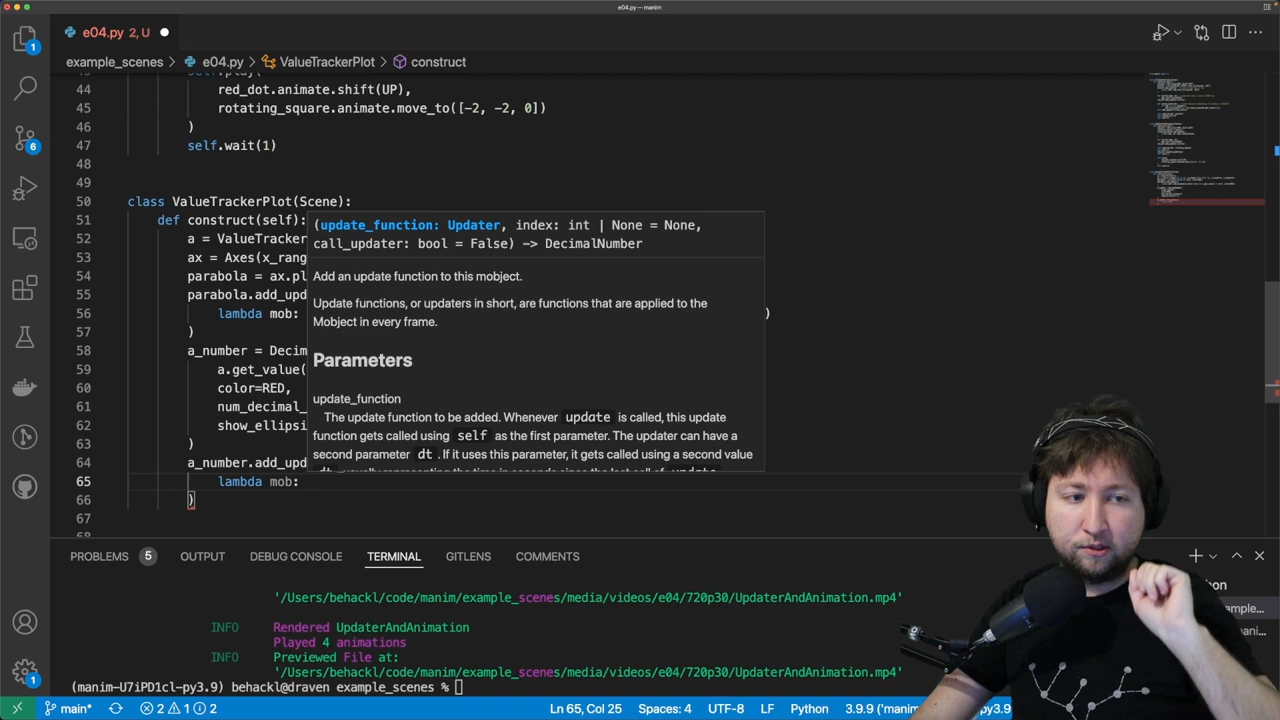 e04.py — manim
e04.py 2, U
example_scenes > e04.py > ValueTrackerPlot > construct
44 red_dot.animate.shift(UP),
45 rotating_square.animate.move_to([-2, -2, 0])
46 )
47 self.wait(1)
48
49
50 class ValueTrackerPlot(Scene):
51 def construct(self):
52 a = ValueTracker
53 ax = Axes(x_rang
54 parabola = ax.pl
55 parabola.add_upd
56 lambda mob: )
57 )
58 a_number = Decim
59 a.get_value(
60 color=RED,
61 num_decimal_
62 show_ellipsi
63 )
64 a_number.add_upd
65 lambda mob:
66 )
67
(update_function: Updater, index: int | None = None,
call_updater: bool = False) -> DecimalNumber
Add an update function to this mobject.
Update functions, or updaters in short, are functions that are applied to the
Mobject in every frame.
Parameters
update_function
The update function to be added. Whenever update is called, this update
function gets called using self as the first parameter. The updater can have a
second parameter dt . If it uses this parameter, it gets called using a second value
PROBLEMS 5 OUTPUT DEBUG CONSOLE TERMINAL GITLENS COMMENTS
'/Users/behackl/code/manim/example_scenes/media/videos/e04/720p30/UpdaterAndAnimation.mp4'
INFO Rendered UpdaterAndAnimation
Played 4 animations
INFO Previewed File at:
'/Users/behackl/code/manim/example_scenes/media/videos/e04/720p30/UpdaterAndAnimation.mp4'
(manim-U7iPD1cl-py3.9) behackl@draven example_scenes %
main* 2 1 2 Ln 65, Col 25 Spaces: 4 UTF-8 LF Python 3.9.9 ('manim